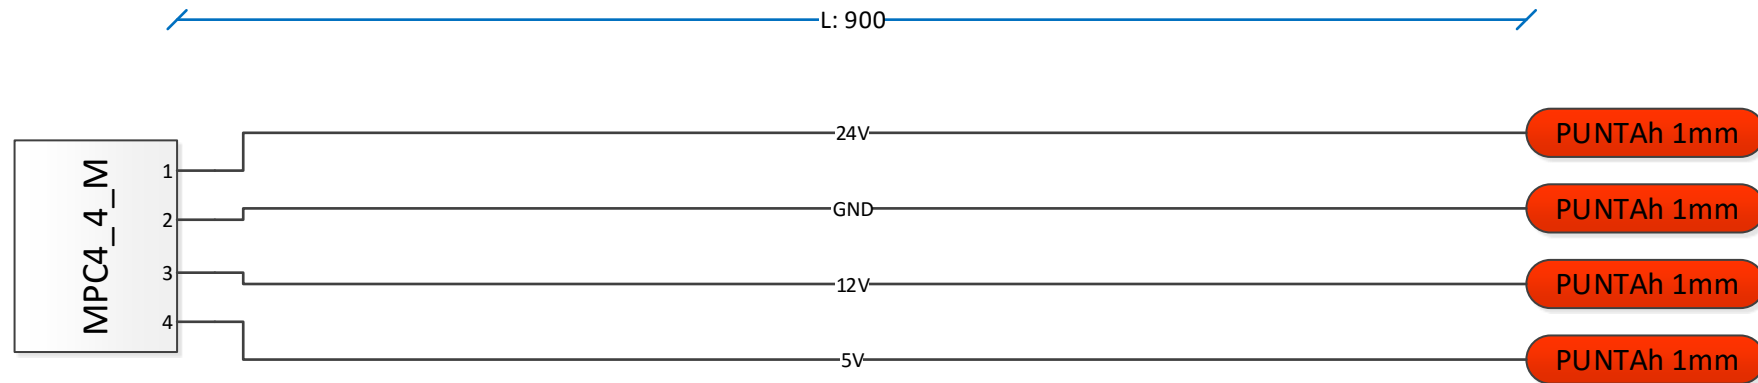 L: 900
MPC4_4_M
1
24V
PUNTAh 1mm
2
GND
PUNTAh 1mm
3
12V
PUNTAh 1mm
4
5V
PUNTAh 1mm